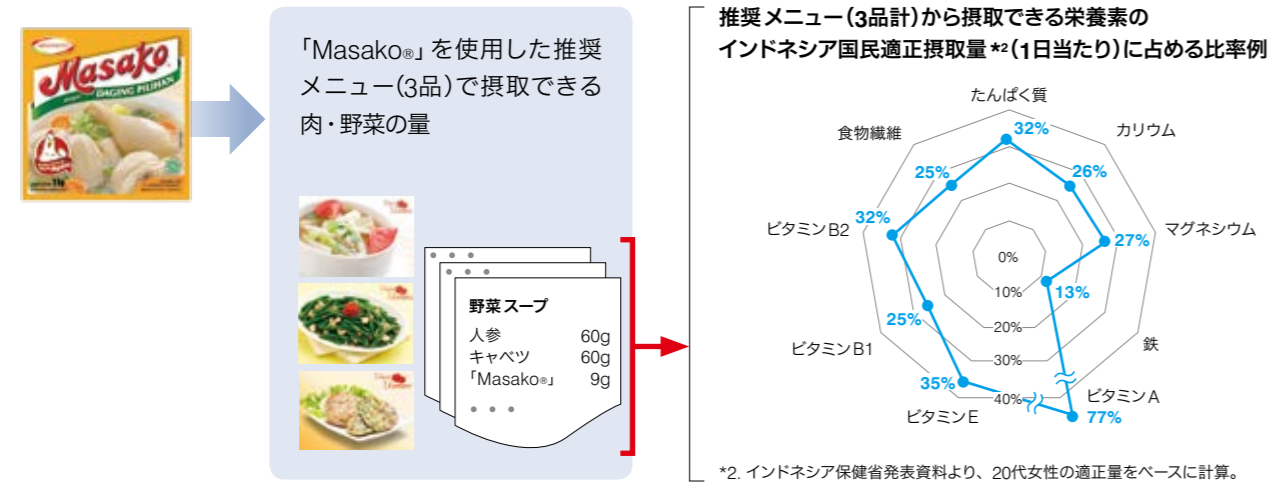 Masako®
DAGING PILIHAN
「Masako®」を使用した推奨
メニュー（3品）で摂取できる
肉・野菜の量
野菜スープ
人参 60g
キャベツ 60g
「Masako®」 9g
推奨メニュー（3品計）から摂取できる栄養素の
インドネシア国民適正摂取量*2（1日当たり）に占める比率例
たんぱく質
32%
カリウム
26%
マグネシウム
27%
鉄
13%
ビタミンA
77%
ビタミンE
35%
ビタミンB1
25%
ビタミンB2
32%
食物繊維
25%
0%
10%
20%
30%
40%
*2. インドネシア保健省発表資料より、20代女性の適正量をベースに計算。